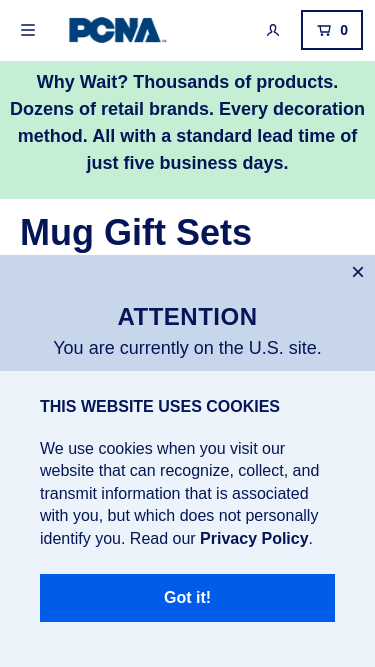 PCNA
0
Why Wait? Thousands of products.
Dozens of retail brands. Every decoration
method. All with a standard lead time of
just five business days.
Mug Gift Sets
ATTENTION
You are currently on the U.S. site.
THIS WEBSITE USES COOKIES
We use cookies when you visit our
website that can recognize, collect, and
transmit information that is associated
with you, but which does not personally
identify you. Read our Privacy Policy.
Got it!